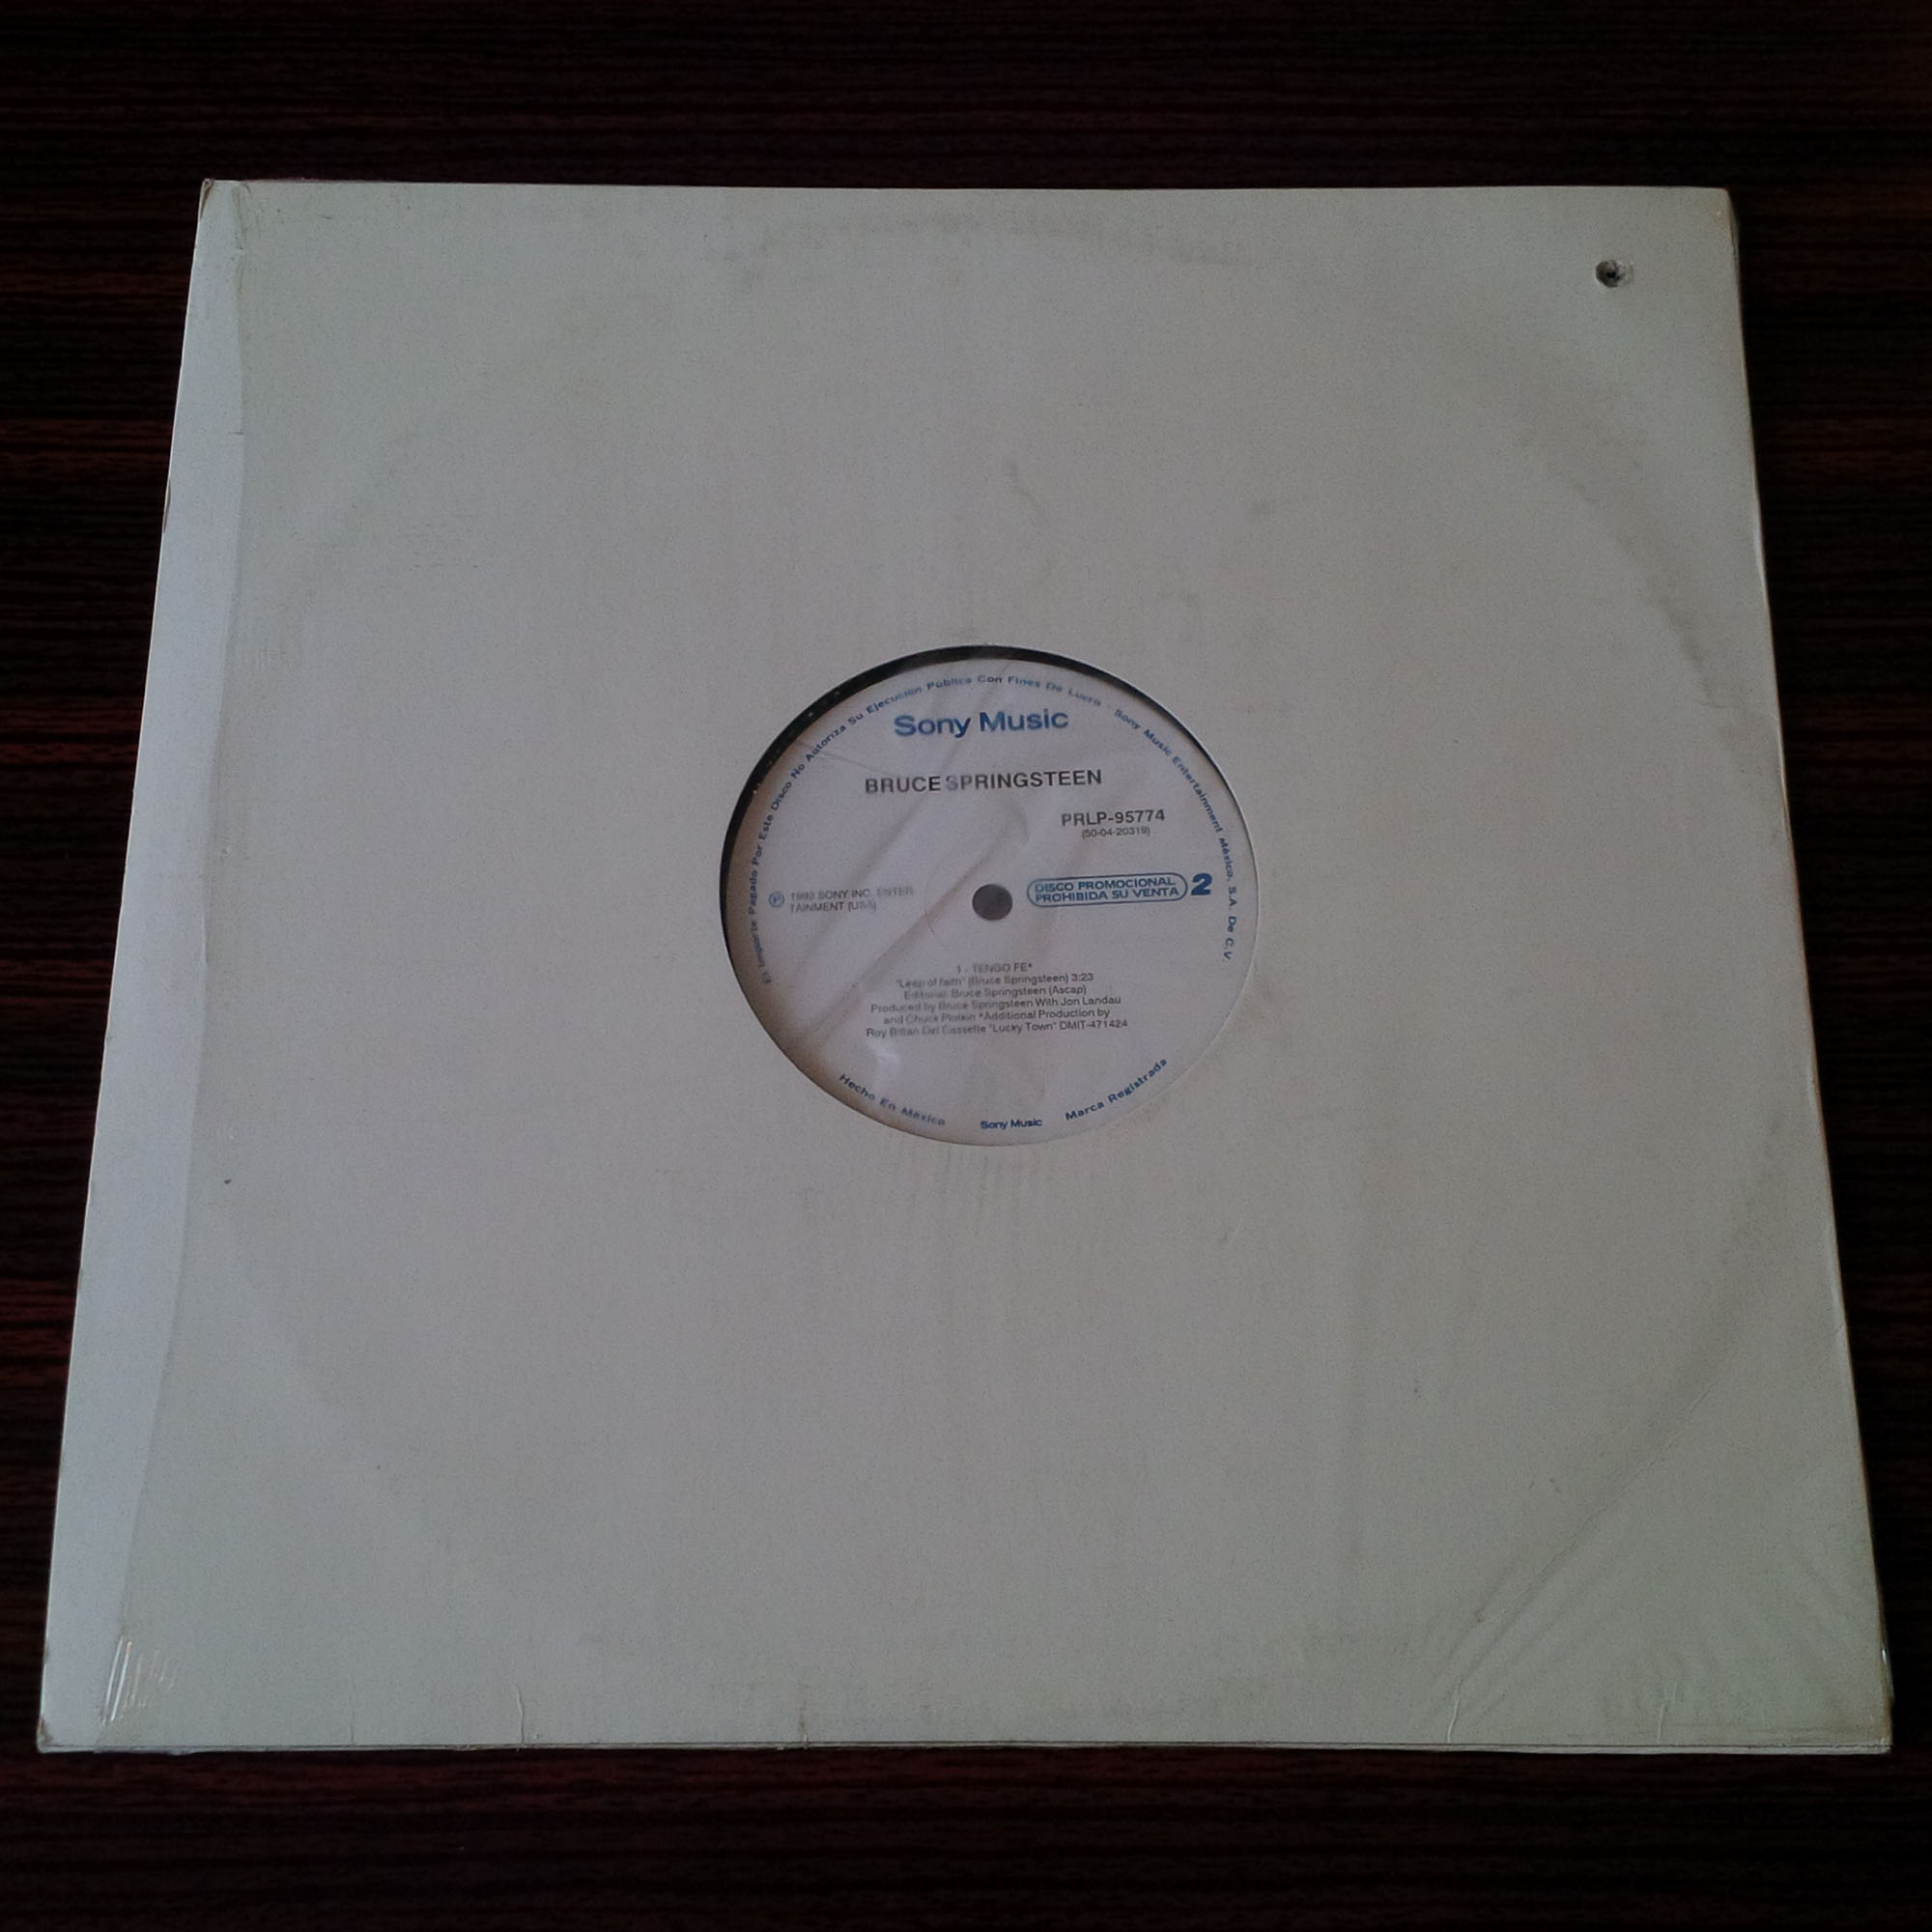 El Importe Pagado Por Este Disco No Autoriza Su Ejecución Pública Con Fines De Lucro - Sony Music Entertainment México, S.A. De C.V.
Sony Music
BRUCE SPRINGSTEEN
PRLP-95774
(50-04-20319)
DISCO PROMOCIONAL
PROHIBIDA SU VENTA
2
℗ 1992 SONY INC. ENTER
TAINMENT (USA)
1 - TENGO FE*
"Leap of faith" (Bruce Springsteen) 3:23
Editorial: Bruce Springsteen (Ascap)
Produced by Bruce Springsteen With Jon Landau
and Chuck Plotkin *Additional Production by
Roy Bittan Del Cassette "Lucky Town" DMIT-471424
Hecho En México
Sony Music
Marca Registrada